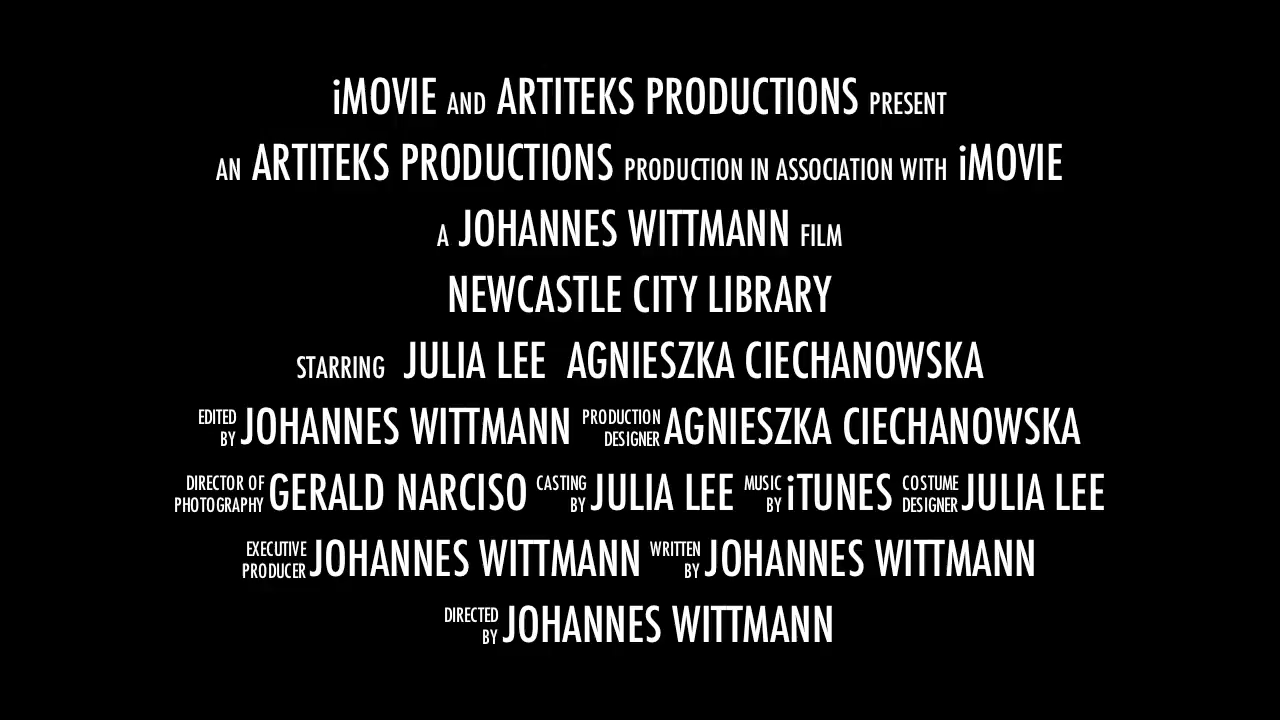 iMOVIE AND ARTITEKS PRODUCTIONS PRESENT
AN ARTITEKS PRODUCTIONS PRODUCTION IN ASSOCIATION WITH iMOVIE
A JOHANNES WITTMANN FILM
NEWCASTLE CITY LIBRARY
STARRING JULIA LEE AGNIESZKA CIECHANOWSKA
EDITED BY JOHANNES WITTMANN PRODUCTION DESIGNER AGNIESZKA CIECHANOWSKA
DIRECTOR OF PHOTOGRAPHY GERALD NARCISO CASTING BY JULIA LEE MUSIC BY iTUNES COSTUME DESIGNER JULIA LEE
EXECUTIVE PRODUCER JOHANNES WITTMANN WRITTEN BY JOHANNES WITTMANN
DIRECTED BY JOHANNES WITTMANN